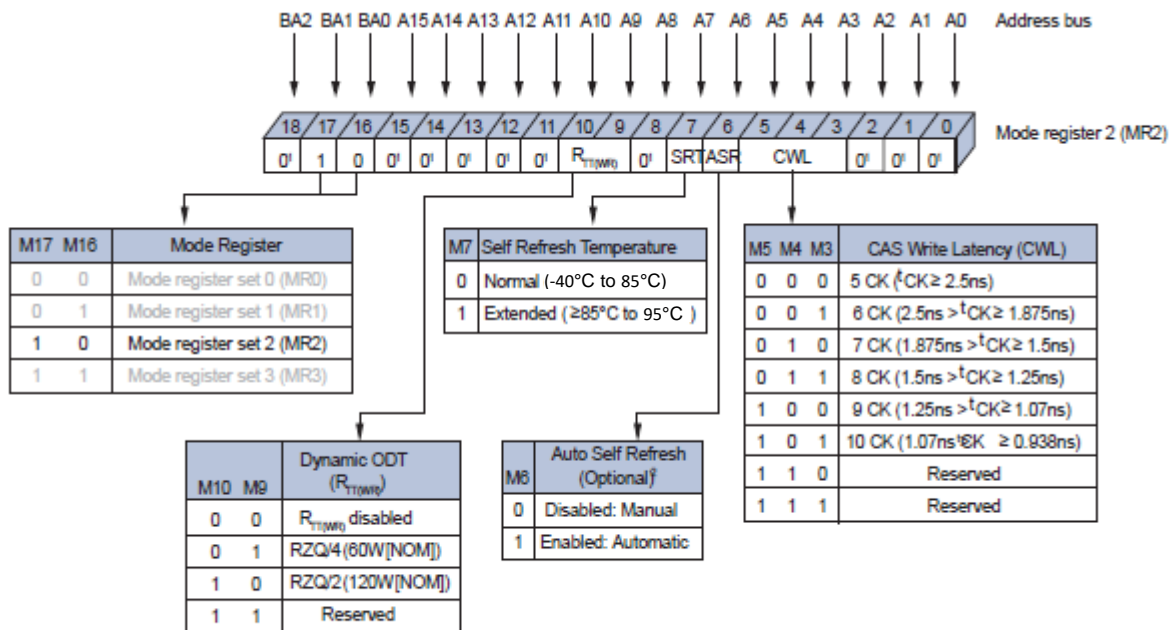 BA2 BA1 BA0 A15 A14 A13 A12 A11 A10 A9 A8 A7 A6 A5 A4 A3 A2 A1 A0 Address bus
18 17 16 15 14 13 12 11 10 9 8 7 6 5 4 3 2 1 0 Mode register 2 (MR2)
0¹ 1 0 0¹ 0¹ 0¹ 0¹ 0¹ R_TT(WR) 0¹ SRT ASR CWL 0¹ 0¹ 0¹
M17 M16 Mode Register
0 0 Mode register set 0 (MR0)
0 1 Mode register set 1 (MR1)
1 0 Mode register set 2 (MR2)
1 1 Mode register set 3 (MR3)
M7 Self Refresh Temperature
0 Normal (-40°C to 85°C)
1 Extended (≥85°C to 95°C )
M5 M4 M3 CAS Write Latency (CWL)
0 0 0 5 CK (tCK≥ 2.5ns)
0 0 1 6 CK (2.5ns >tCK≥ 1.875ns)
0 1 0 7 CK (1.875ns >tCK≥ 1.5ns)
0 1 1 8 CK (1.5ns >tCK≥ 1.25ns)
1 0 0 9 CK (1.25ns >tCK≥ 1.07ns)
1 0 1 10 CK (1.07ns CK ≥ 0.938ns)
1 1 0 Reserved
1 1 1 Reserved
M10 M9 Dynamic ODT
(R_TT(WR))
0 0 R_TT(WR) disabled
0 1 RZQ/4 (60W[NOM])
1 0 RZQ/2 (120W[NOM])
1 1 Reserved
M6 Auto Self Refresh
(Optional)²
0 Disabled: Manual
1 Enabled: Automatic